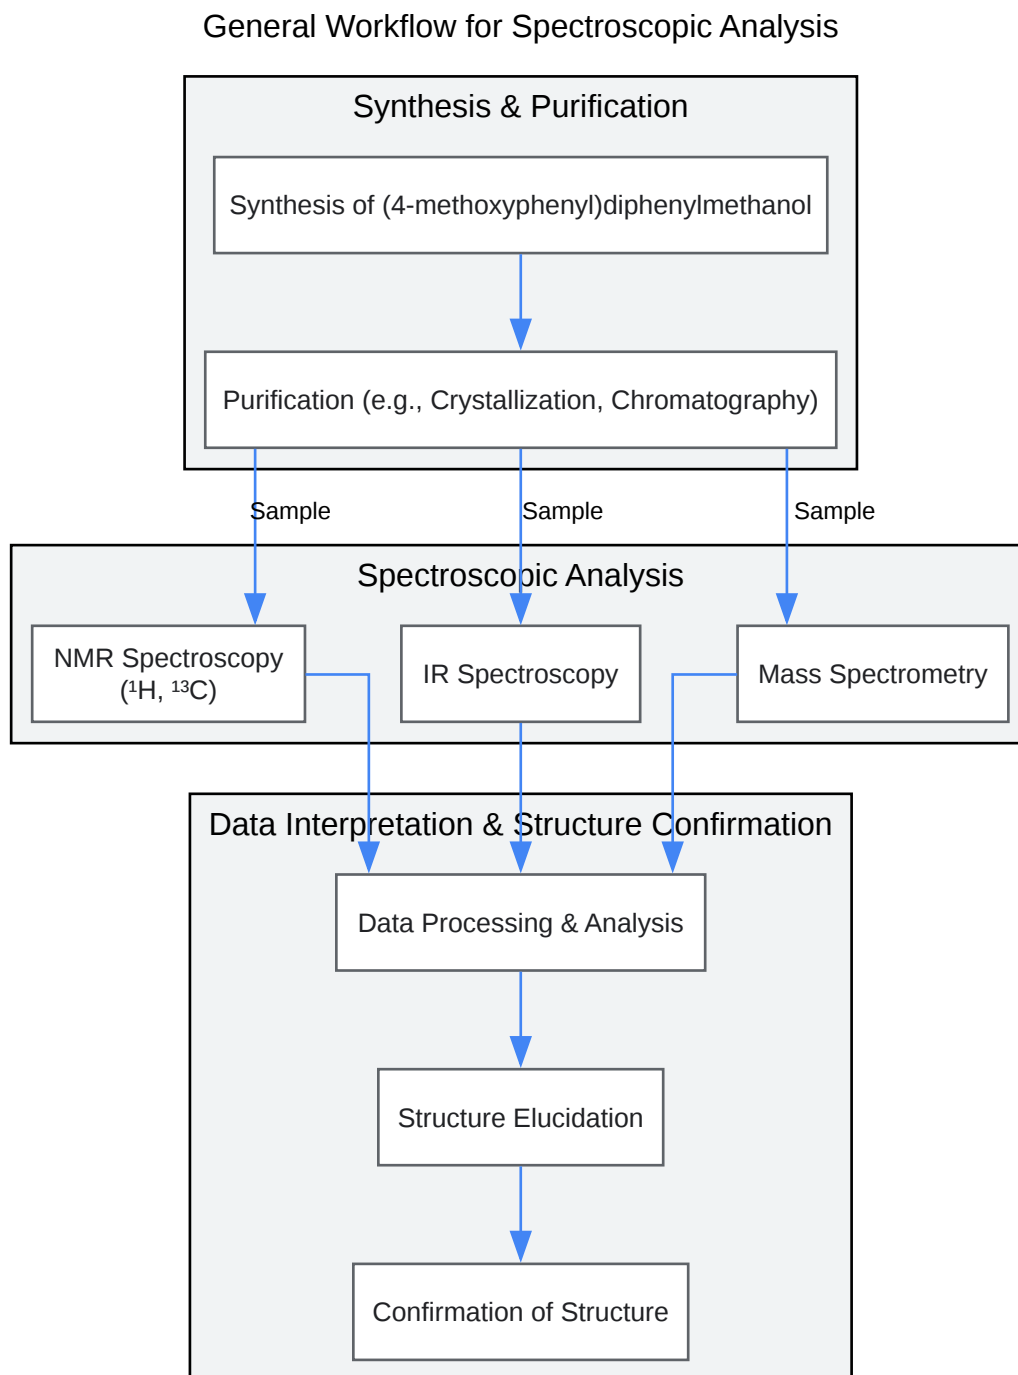 General Workflow for Spectroscopic Analysis
Synthesis & Purification
Synthesis of (4-methoxyphenyl)diphenylmethanol
Purification (e.g., Crystallization, Chromatography)
Sample
Sample
Sample
Spectroscopic Analysis
NMR Spectroscopy
(¹H, ¹³C)
IR Spectroscopy
Mass Spectrometry
Data Interpretation & Structure Confirmation
Data Processing & Analysis
Structure Elucidation
Confirmation of Structure